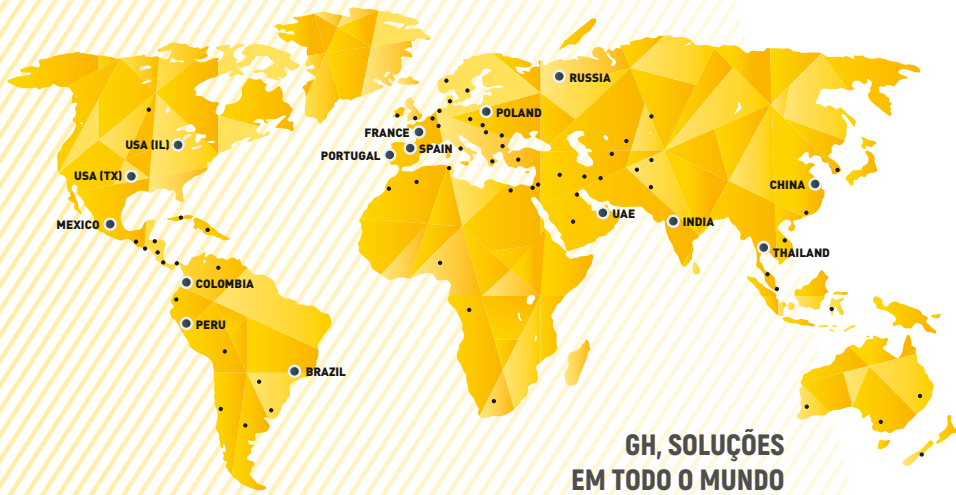 RUSSIA
POLAND
FRANCE
USA (IL)
SPAIN
PORTUGAL
USA (TX)
CHINA
MEXICO
UAE
INDIA
THAILAND
COLOMBIA
PERU
BRAZIL
GH, SOLUÇÕES
EM TODO O MUNDO